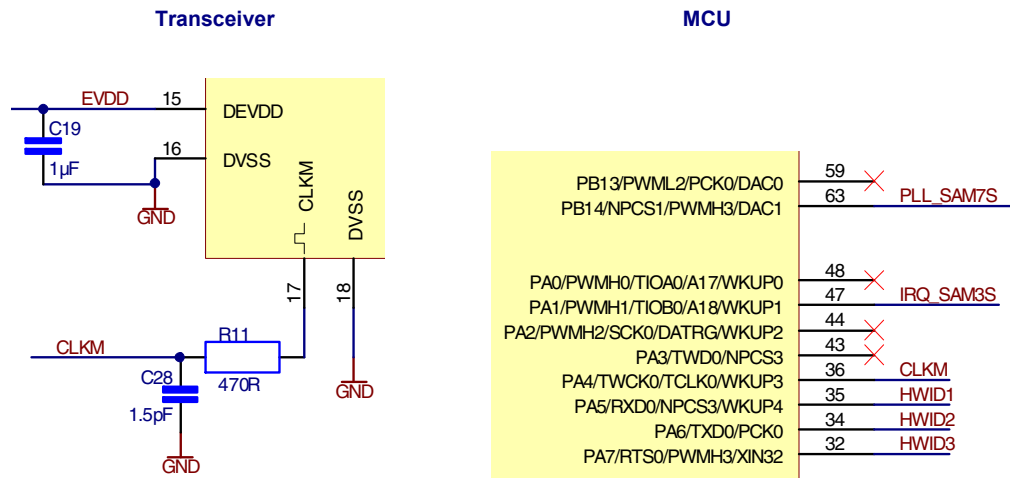 Transceiver
MCU
EVDD
15
DEVDD
C19
1µF
16
DVSS
GND
CLKM
DVSS
17
18
CLKM
R11
470R
C28
1.5pF
GND
GND
PB13/PWML2/PCK0/DAC0
59
PB14/NPCS1/PWMH3/DAC1
63
PLL_SAM7S
PA0/PWMH0/TIOA0/A17/WKUP0
48
PA1/PWMH1/TIOB0/A18/WKUP1
47
IRQ_SAM3S
PA2/PWMH2/SCK0/DATRG/WKUP2
44
PA3/TWD0/NPCS3
43
PA4/TWCK0/TCLK0/WKUP3
36
CLKM
PA5/RXD0/NPCS3/WKUP4
35
HWID1
PA6/TXD0/PCK0
34
HWID2
PA7/RTS0/PWMH3/XIN32
32
HWID3